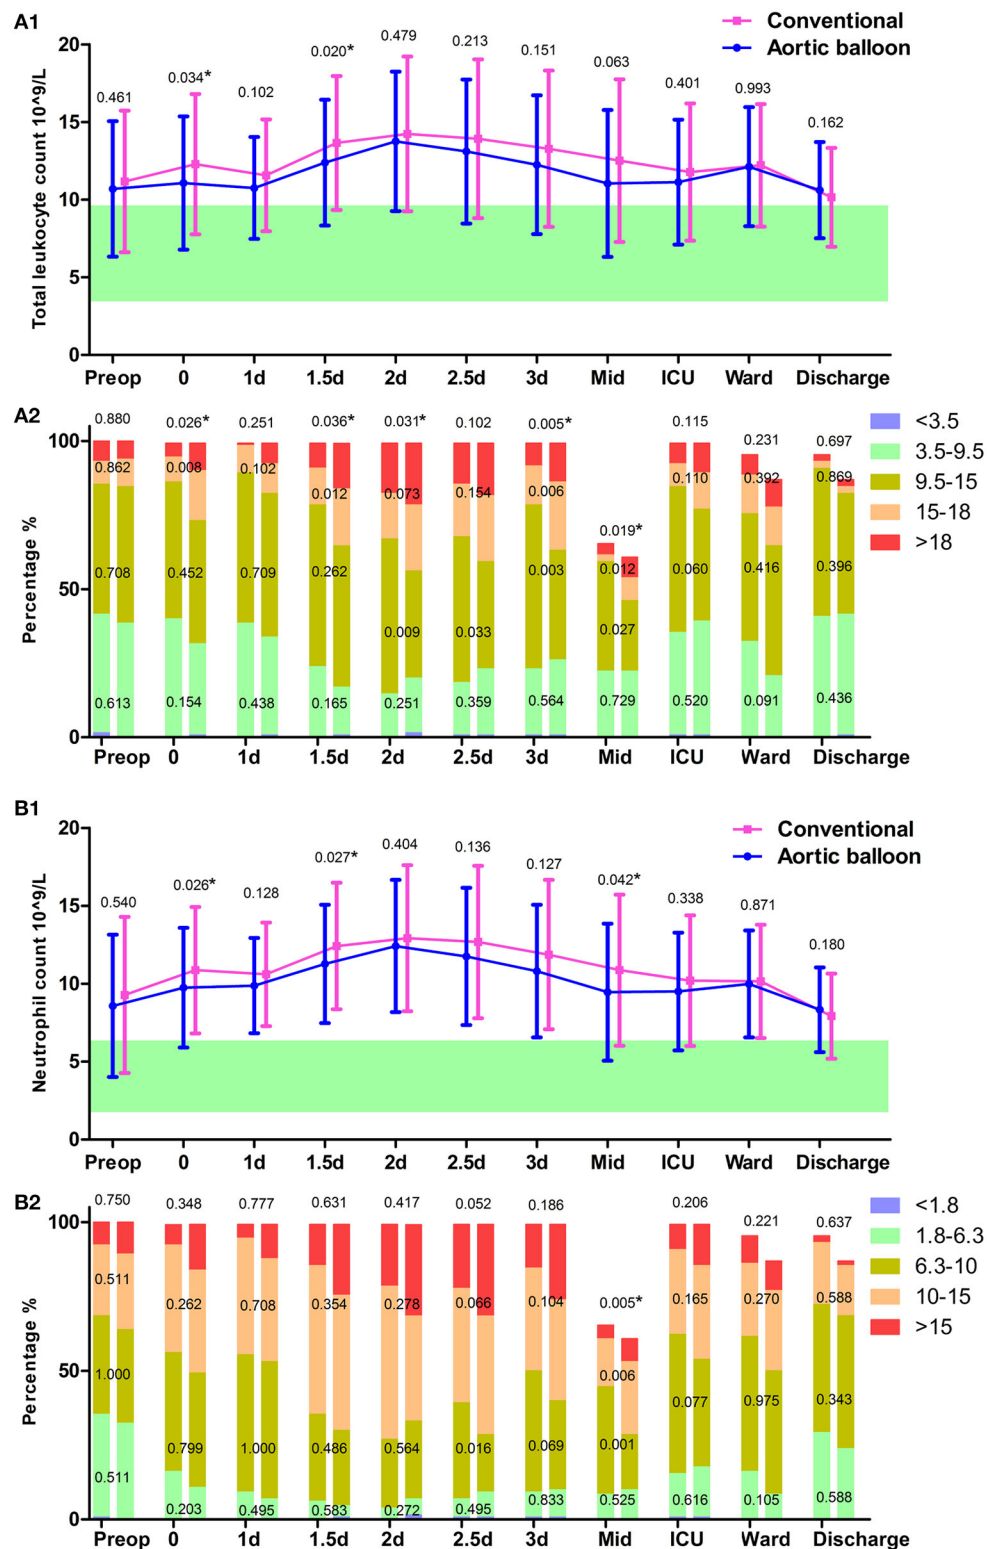 A1
Conventional
Aortic balloon
Total leukocyte count 10^9/L
20
15
10
5
0
0.461
0.034*
0.102
0.020*
0.479
0.213
0.151
0.063
0.401
0.993
0.162
Preop 0 1d 1.5d 2d 2.5d 3d Mid ICU Ward Discharge
A2
<3.5
3.5-9.5
9.5-15
15-18
>18
Percentage %
100
50
0
0.880 0.026* 0.251 0.036* 0.031* 0.102 0.005* 0.019* 0.115 0.231 0.697
0.862 0.008 0.102 0.012 0.073 0.154 0.006 0.012 0.110 0.392 0.869
0.708 0.452 0.709 0.262 0.009 0.033 0.003 0.027 0.060 0.416 0.396
0.613 0.154 0.438 0.165 0.251 0.359 0.564 0.729 0.520 0.091 0.436
Preop 0 1d 1.5d 2d 2.5d 3d Mid ICU Ward Discharge
B1
Conventional
Aortic balloon
Neutrophil count 10^9/L
20
15
10
5
0
0.540
0.026*
0.128
0.027*
0.404
0.136
0.127
0.042*
0.338
0.871
0.180
Preop 0 1d 1.5d 2d 2.5d 3d Mid ICU Ward Discharge
B2
<1.8
1.8-6.3
6.3-10
10-15
>15
Percentage %
100
50
0
0.750 0.348 0.777 0.631 0.417 0.052 0.186 0.005* 0.206 0.221 0.637
0.511 0.262 0.708 0.354 0.278 0.066 0.104 0.006 0.165 0.270 0.588
1.000 0.799 1.000 0.486 0.564 0.016 0.069 0.001 0.077 0.975 0.343
0.511 0.203 0.495 0.583 0.272 0.495 0.833 0.525 0.616 0.105 0.588
Preop 0 1d 1.5d 2d 2.5d 3d Mid ICU Ward Discharge